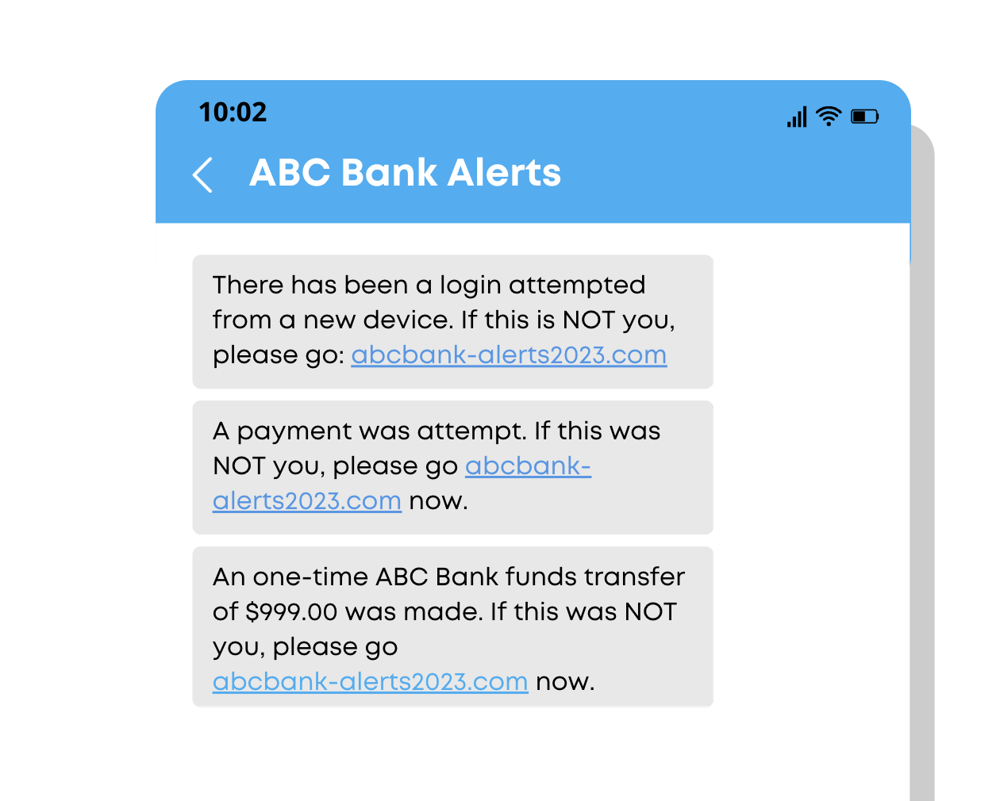 10:02
ABC Bank Alerts
There has been a login attempted
from a new device. If this is NOT you,
please go: abcbank-alerts2023.com
A payment was attempt. If this was
NOT you, please go abcbank-
alerts2023.com now.
An one-time ABC Bank funds transfer
of $999.00 was made. If this was NOT
you, please go
abcbank-alerts2023.com now.